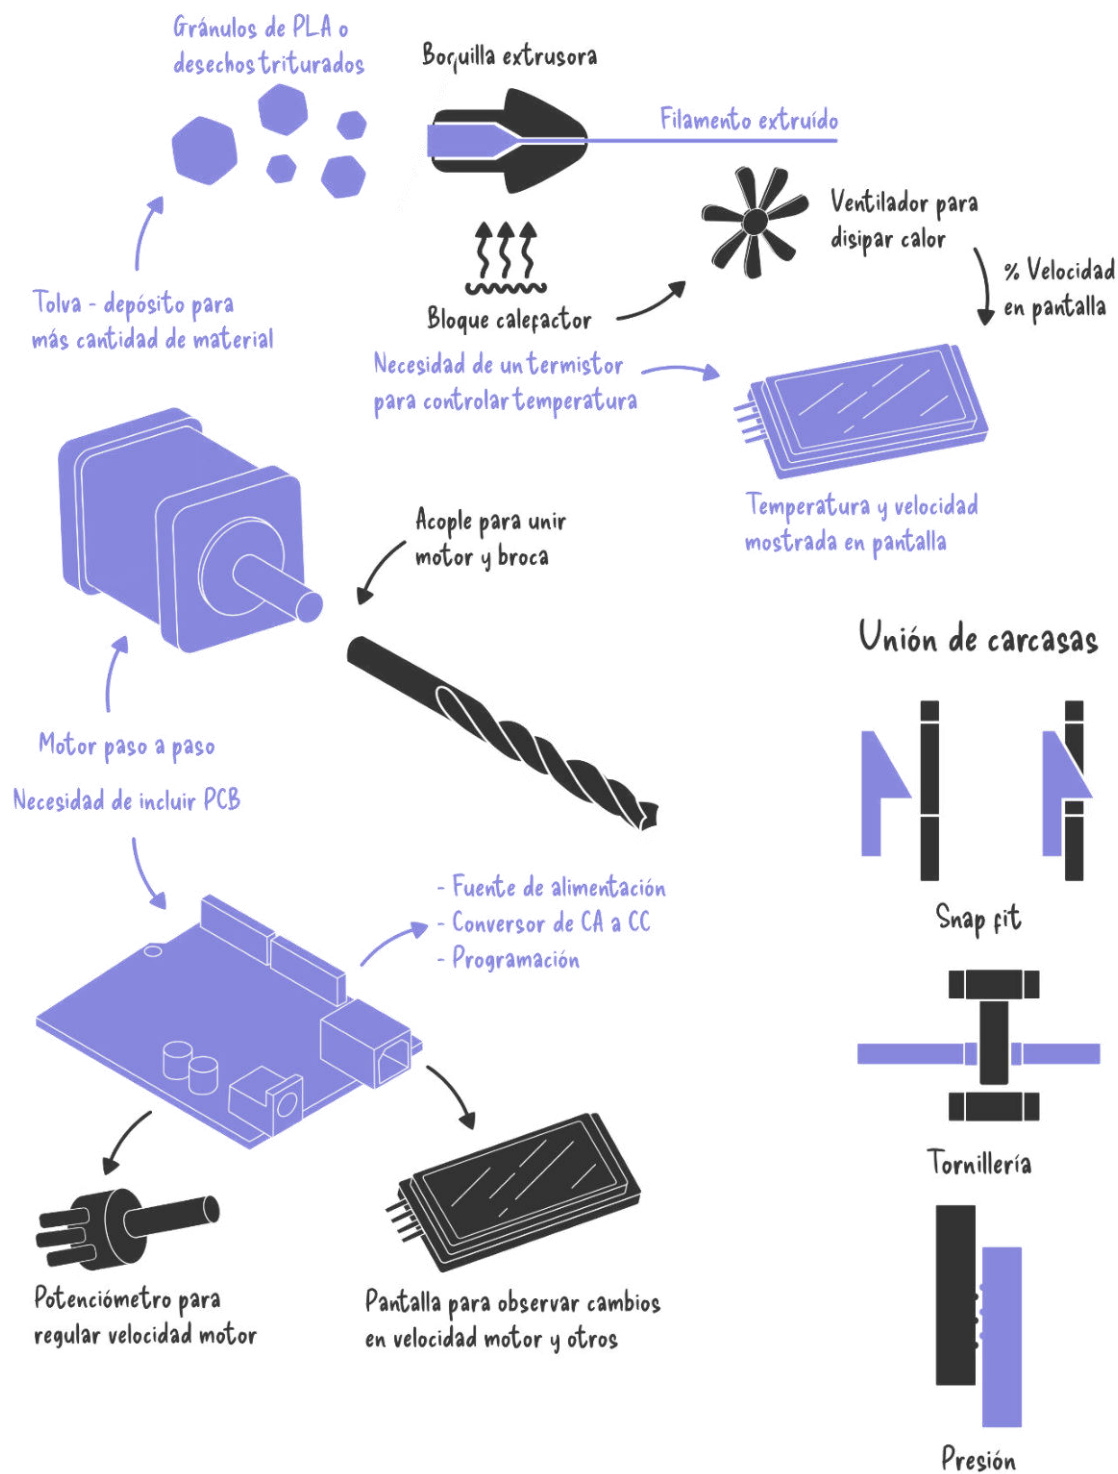 Gránulos de PLA o
desechos triturados
Boquilla extrusora
Filamento extruído
Ventilador para
disipar calor
% Velocidad
en pantalla
Tolva - depósito para
más cantidad de material
Bloque calefactor
Necesidad de un termistor
para controlar temperatura
Temperatura y velocidad
mostrada en pantalla
Acople para unir
motor y broca
Motor paso a paso
Necesidad de incluir PCB
- Fuente de alimentación
- Conversor de CA a CC
- Programación
Potenciómetro para
regular velocidad motor
Pantalla para observar cambios
en velocidad motor y otros
Unión de carcasas
Snap fit
Tornillería
Presión